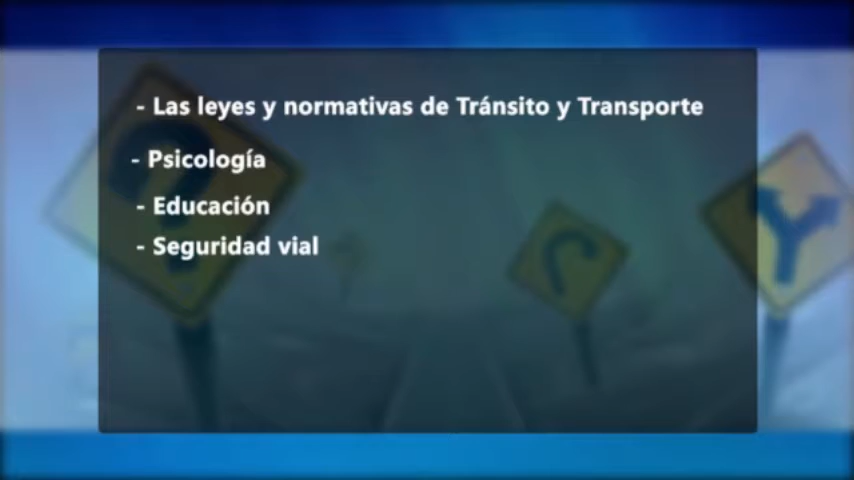 - Las leyes y normativas de Tránsito y Transporte
- Psicología
- Educación
- Seguridad vial